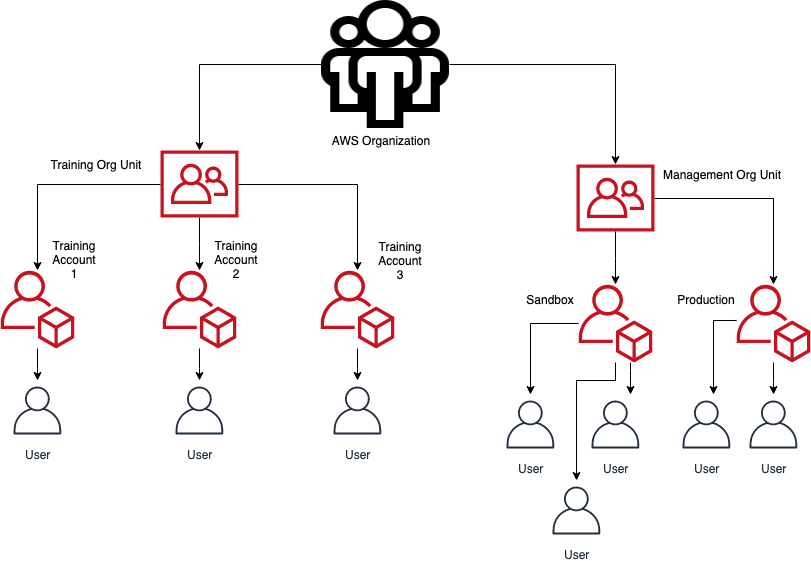 AWS Organization
Training Org Unit
Management Org Unit
Training
Account
1
Training
Account
2
Training
Account
3
Sandbox
Production
User
User
User
User
User
User
User
User